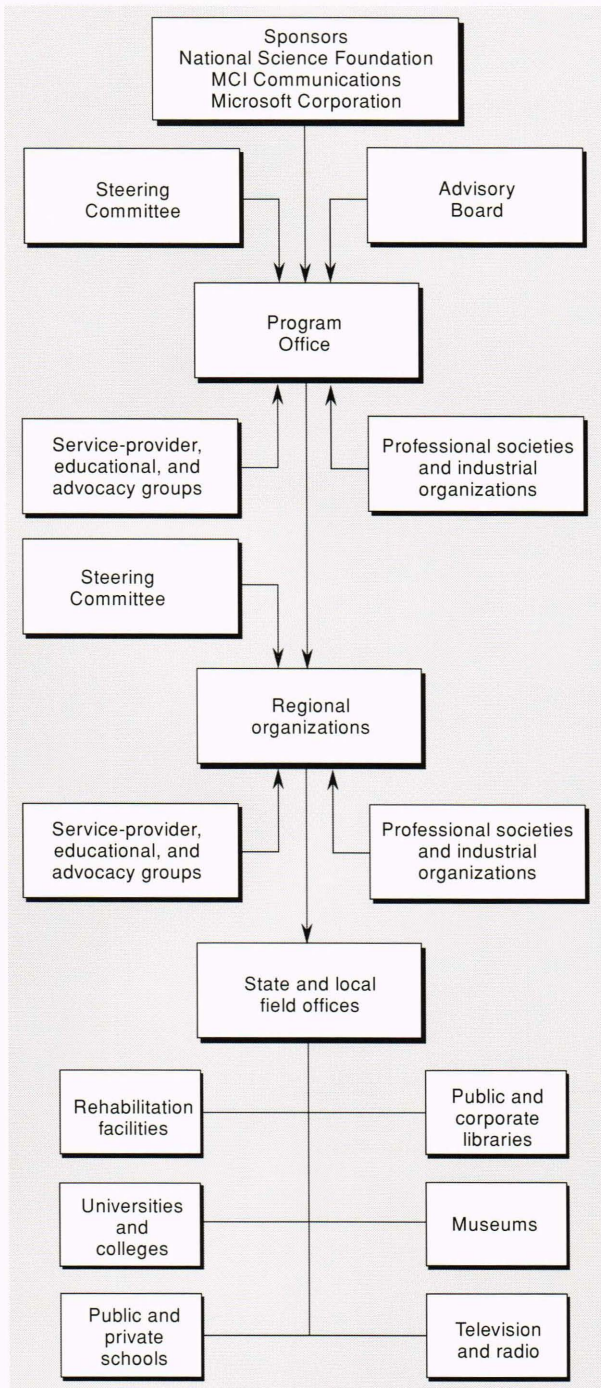 Sponsors
National Science Foundation
MCI Communications
Microsoft Corporation
Steering
Committee
Advisory
Board
Program
Office
Service-provider,
educational, and
advocacy groups
Professional societies
and industrial
organizations
Steering
Committee
Regional
organizations
Service-provider,
educational, and
advocacy groups
Professional societies
and industrial
organizations
State and local
field offices
Rehabilitation
facilities
Public and
corporate
libraries
Universities
and
colleges
Museums
Public and
private
schools
Television
and radio